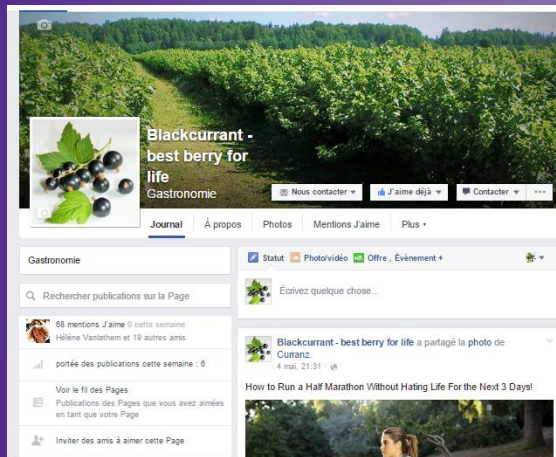 Blackcurrant -
best berry for
life
Gastronomie
Nous contacter
J'aime déjà
Contacter
Journal À propos Photos Mentions J'aime Plus
Gastronomie
Rechercher publications sur la Page
68 mentions J'aime 0 cette semaine
Hélène Vanlathem et 19 autres amis
portée des publications cette semaine : 6
Voir le fil des Pages
Publications des Pages que vous avez aimées
en tant que votre Page
Inviter des amis à aimer cette Page
Statut Photo/vidéo Offre , Évènement +
Écrivez quelque chose...
Blackcurrant - best berry for life a partagé la photo de
Curranz.
4 mai, 21:31 ·
How to Run a Half Marathon Without Hating Life For the Next 3 Days!